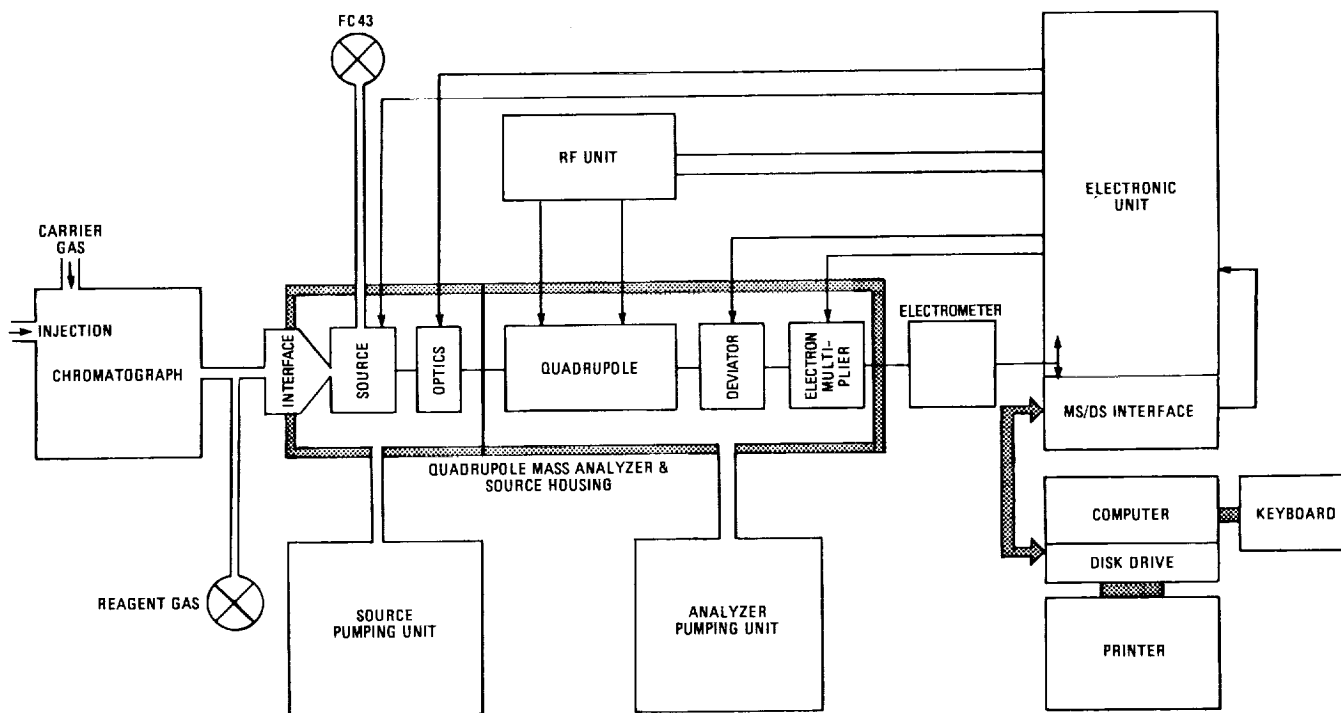 FC43
RF UNIT
ELECTRONIC
UNIT
CARRIER
GAS
INJECTION
CHROMATOGRAPH
INTERFACE
SOURCE
OPTICS
QUADRUPOLE
DEVIATOR
ELECTRON
MULTI-
PLIER
ELECTROMETER
MS/DS INTERFACE
QUADRUPOLE MASS ANALYZER &
SOURCE HOUSING
COMPUTER
KEYBOARD
DISK DRIVE
REAGENT GAS
SOURCE
PUMPING UNIT
ANALYZER
PUMPING UNIT
PRINTER